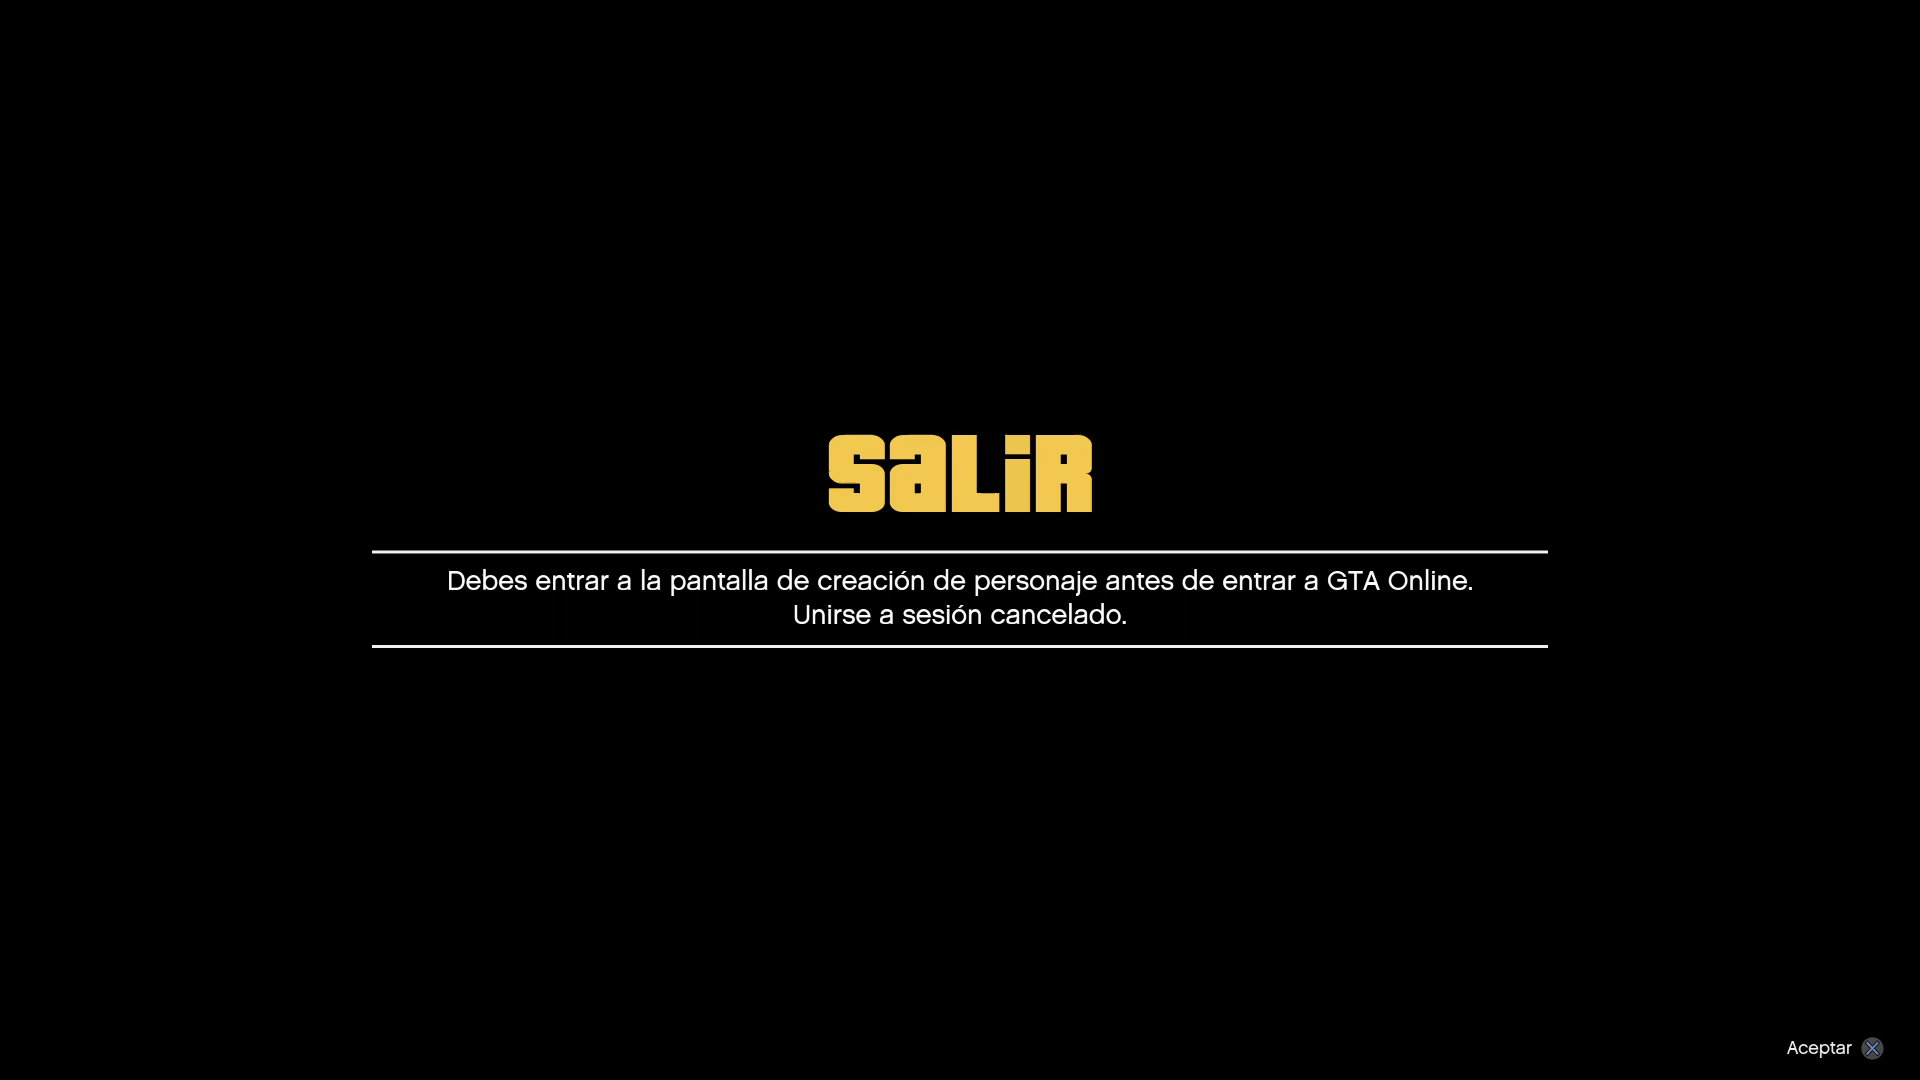 SALIR
Debes entrar a la pantalla de creación de personaje antes de entrar a GTA Online.
Unirse a sesión cancelado.
Aceptar